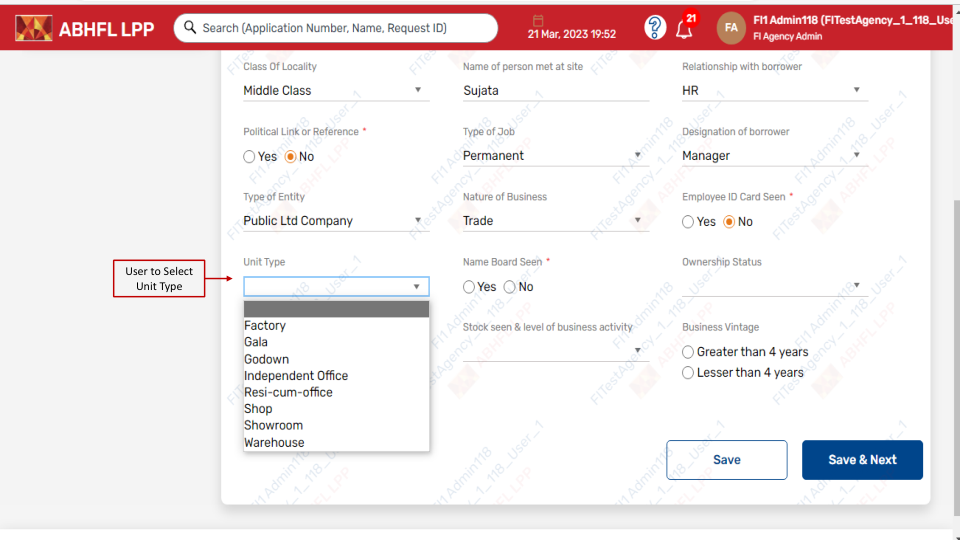 ABHFL LPP
Search (Application Number, Name, Request ID)
21 Mar, 2023 19:52
21
FA
FI1 Admin118 (FITestAgency_1_118_Use
FI Agency Admin
Class Of Locality
Name of person met at site
Relationship with borrower
Middle Class
Sujata
HR
Political Link or Reference *
Type of Job
Designation of borrower
Yes No
Permanent
Manager
Type of Entity
Nature of Business
Employee ID Card Seen *
Public Ltd Company
Trade
Yes No
User to Select
Unit Type
Unit Type
Name Board Seen *
Ownership Status
Yes No
Factory
Gala
Godown
Independent Office
Resi-cum-office
Shop
Showroom
Warehouse
Stock seen & level of business activity
Business Vintage
Greater than 4 years
Lesser than 4 years
Save
Save & Next